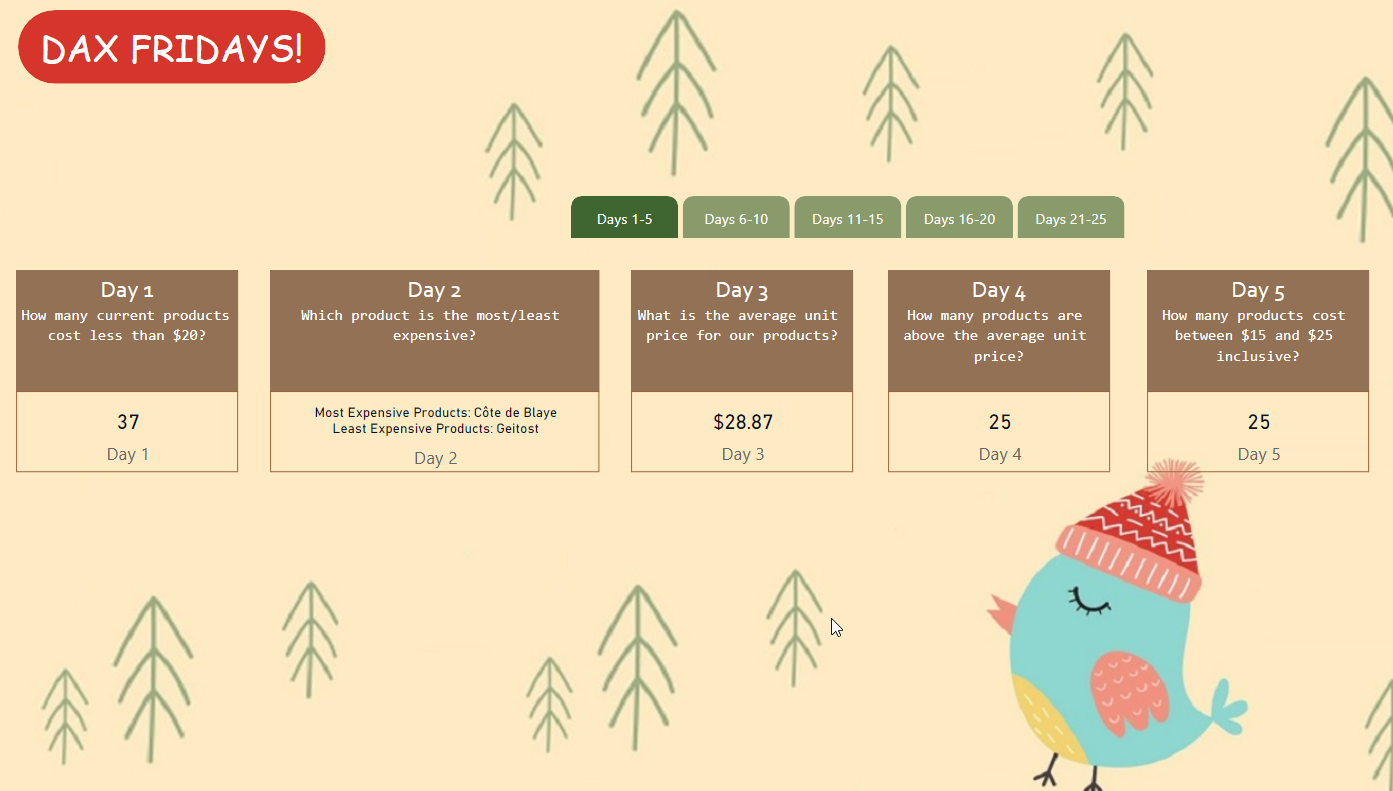 DAX FRIDAYS!
Days 1-5
Days 6-10
Days 11-15
Days 16-20
Days 21-25
Day 1
How many current products
cost less than $20?
37
Day 1
Day 2
Which product is the most/least
expensive?
Most Expensive Products: Côte de Blaye
Least Expensive Products: Geitost
Day 2
Day 3
What is the average unit
price for our products?
$28.87
Day 3
Day 4
How many products are
above the average unit
price?
25
Day 4
Day 5
How many products cost
between $15 and $25
inclusive?
25
Day 5